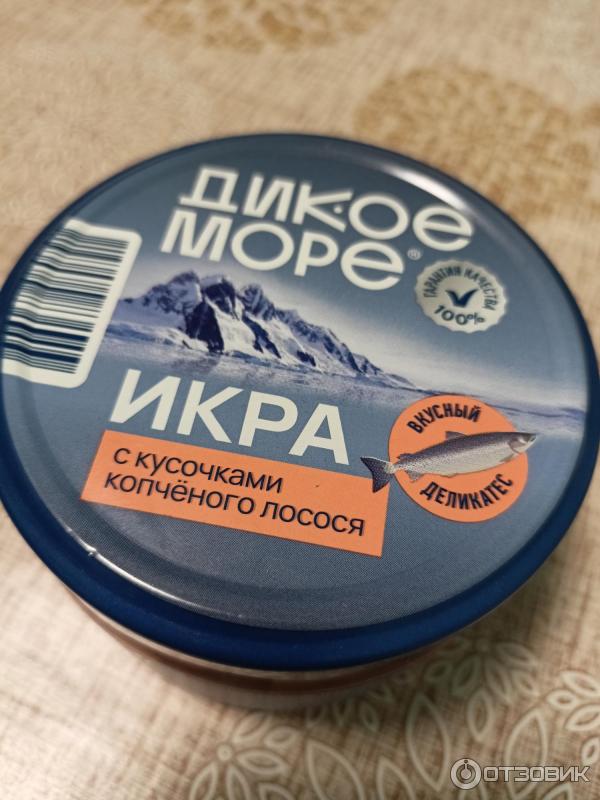 ДИКОЕ
МОРЕ®
ГАРАНТИЯ КАЧЕСТВА
100%
ИКРА
с кусочками
копчёного лосося
ВКУСНЫЙ
ДЕЛИКАТЕС
ОТЗОВИК